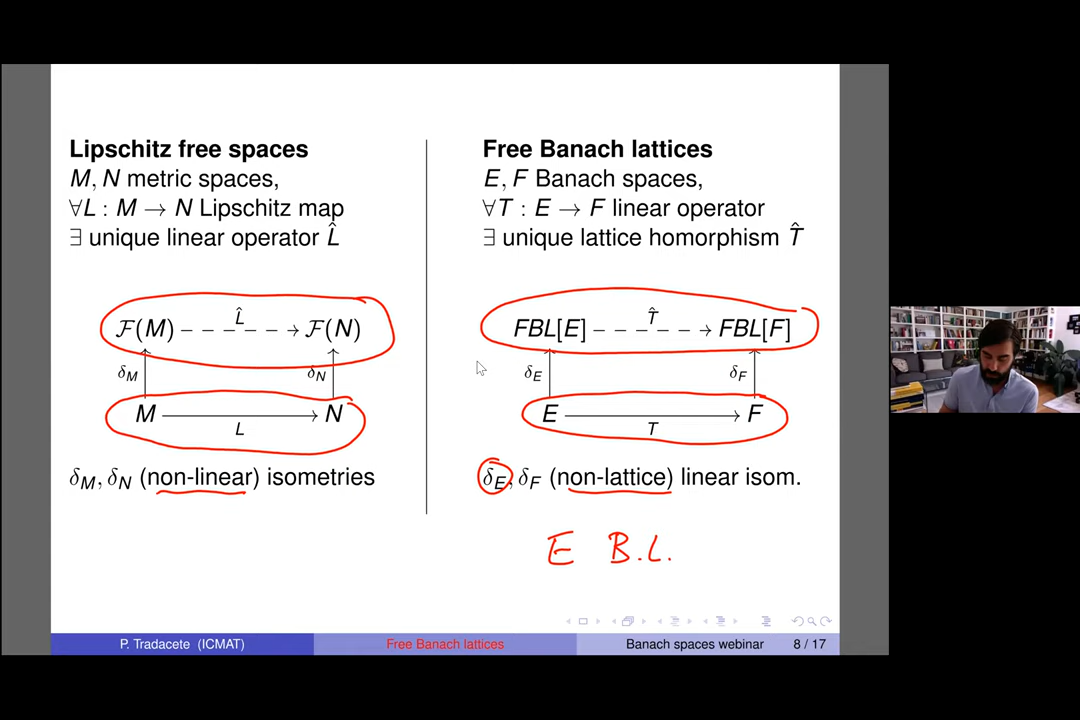 Lipschitz free spaces
M, N metric spaces,
∀L : M → N Lipschitz map
∃ unique linear operator L̂
L̂
F(M) − − − − − → F(N)
δ_M δ_N
M → N
L
δ_M, δ_N (non-linear) isometries
Free Banach lattices
E, F Banach spaces,
∀T : E → F linear operator
∃ unique lattice homorphism T̂
T̂
FBL[E] − − − − − → FBL[F]
δ_E δ_F
E → F
T
δ_E, δ_F (non-lattice) linear isom.
E B.L.
P. Tradacete (ICMAT) Free Banach lattices Banach spaces webinar 8 / 17